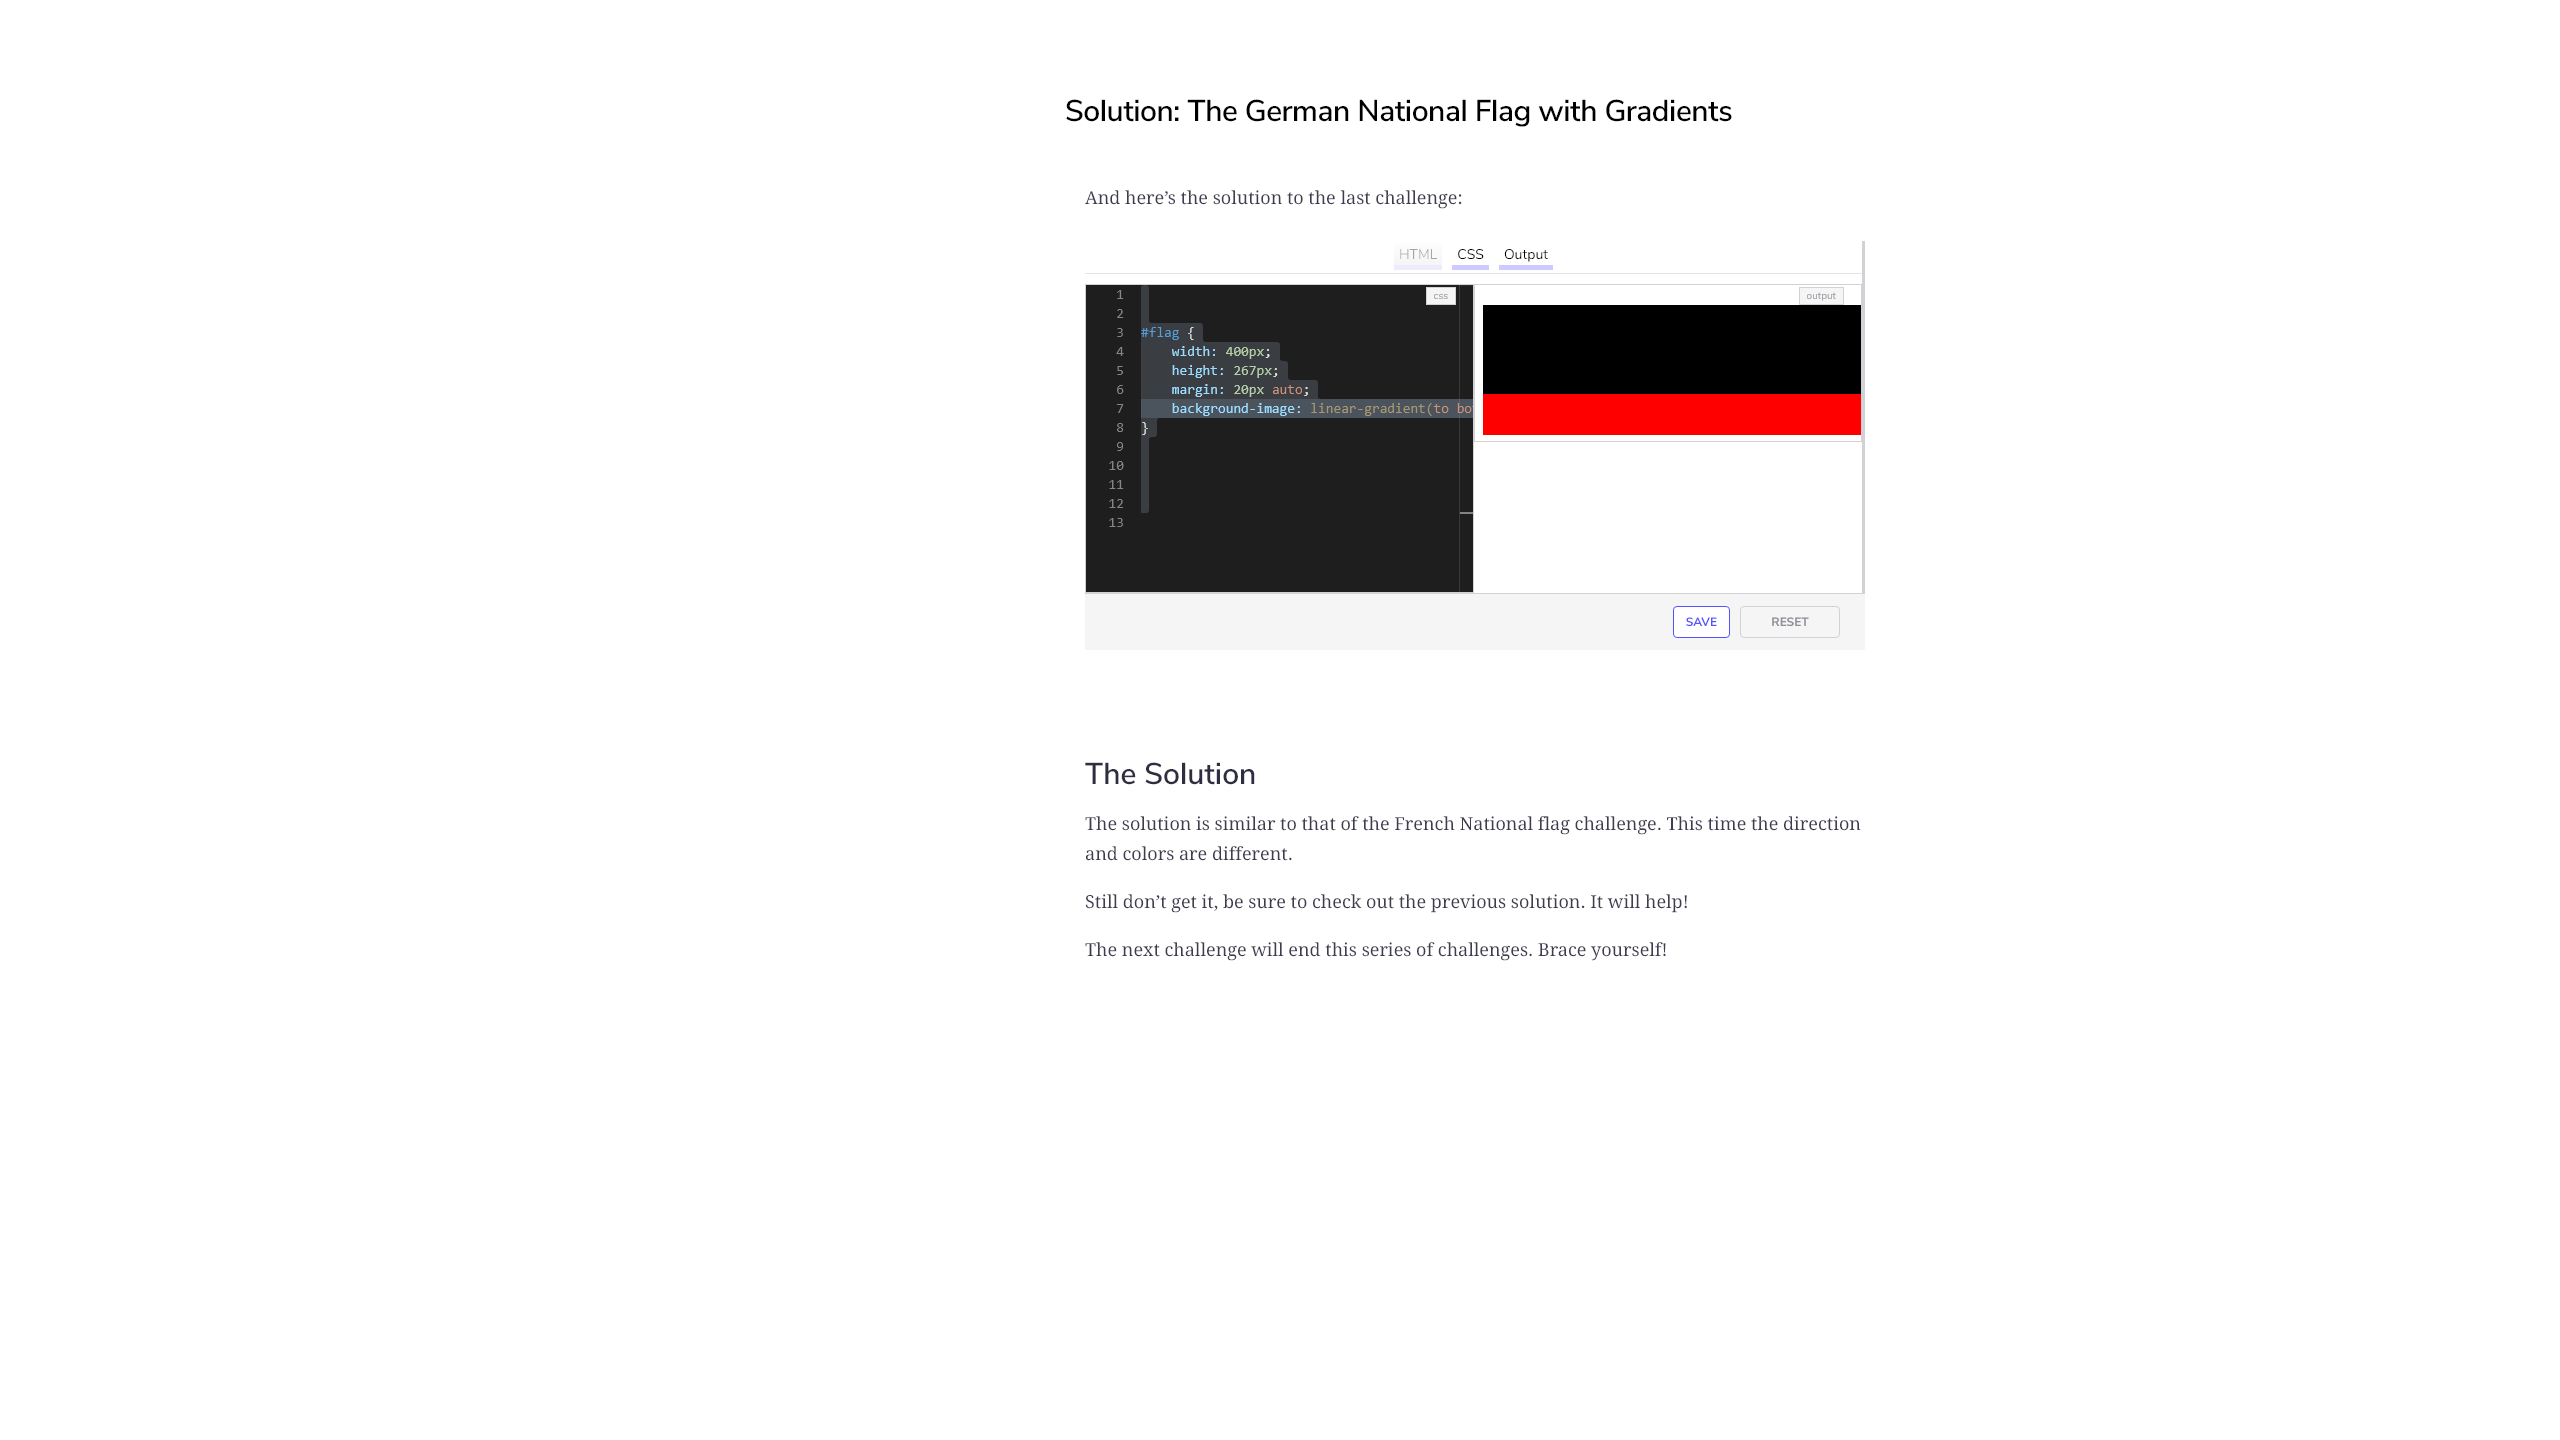 Solution: The German National Flag with Gradients
And here’s the solution to the last challenge:
HTML CSS Output
css
output
1
2
3 #flag {
4 width: 400px;
5 height: 267px;
6 margin: 20px auto;
7 background-image: linear-gradient(to bo
8 }
9
10
11
12
13
SAVE RESET
The Solution
The solution is similar to that of the French National flag challenge. This time the direction
and colors are different.
Still don’t get it, be sure to check out the previous solution. It will help!
The next challenge will end this series of challenges. Brace yourself!